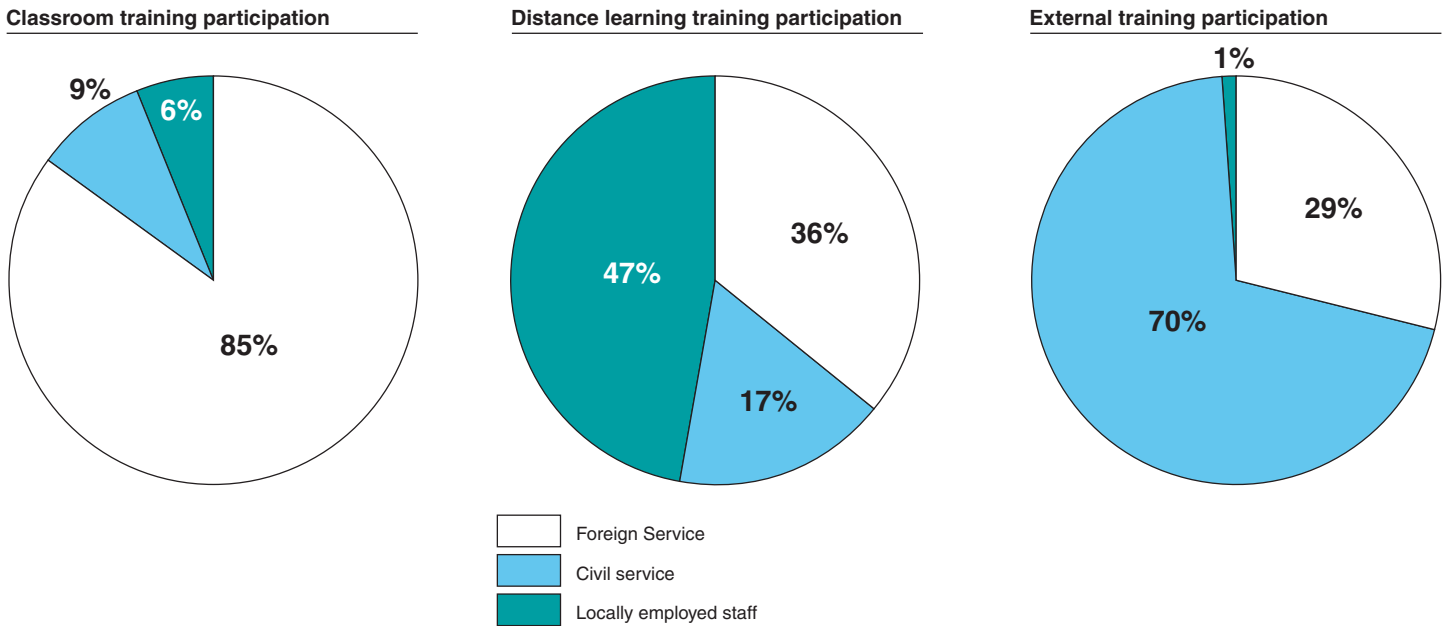 Classroom training participation
9%
6%
85%
Distance learning training participation
36%
47%
17%
External training participation
1%
29%
70%
Foreign Service
Civil service
Locally employed staff